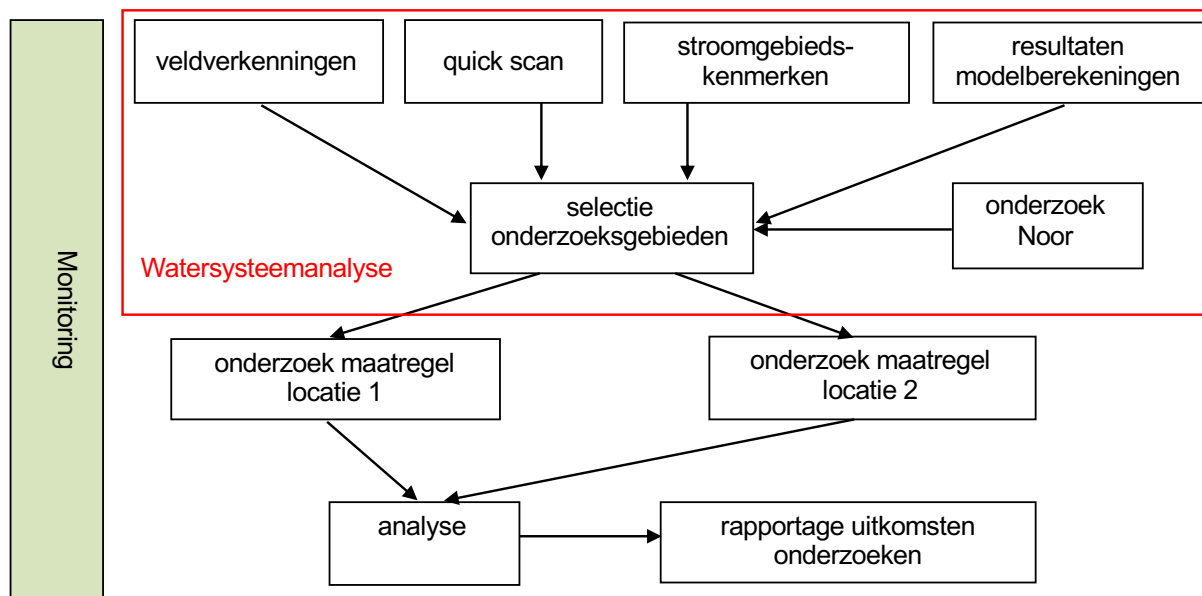 veldverkenningen
quick scan
stroomgebieds-
kenmerken
resultaten
modelberekeningen
selectie
onderzoeksgebieden
onderzoek
Noor
Watersysteemanalyse
Monitoring
onderzoek maatregel
locatie 1
onderzoek maatregel
locatie 2
analyse
rapportage uitkomsten
onderzoeken